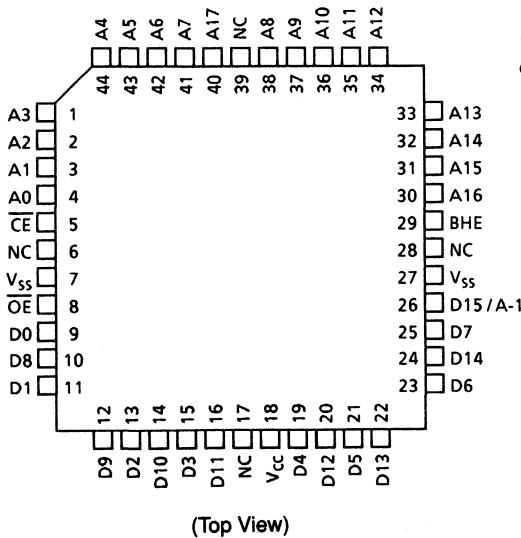 A4 A5 A6 A7 A17 NC A8 A9 A10 A11 A12
44 43 42 41 40 39 38 37 36 35 34
A3 1 33 A13
A2 2 32 A14
A1 3 31 A15
A0 4 30 A16
CE 5 29 BHE
NC 6 28 NC
VSS 7 27 VSS
OE 8 26 D15/A-1
D0 9 25 D7
D8 10 24 D14
D1 11 23 D6
12 13 14 15 16 17 18 19 20 21 22
D9 D2 D10 D3 D11 NC VCC D4 D12 D5 D13
(Top View)